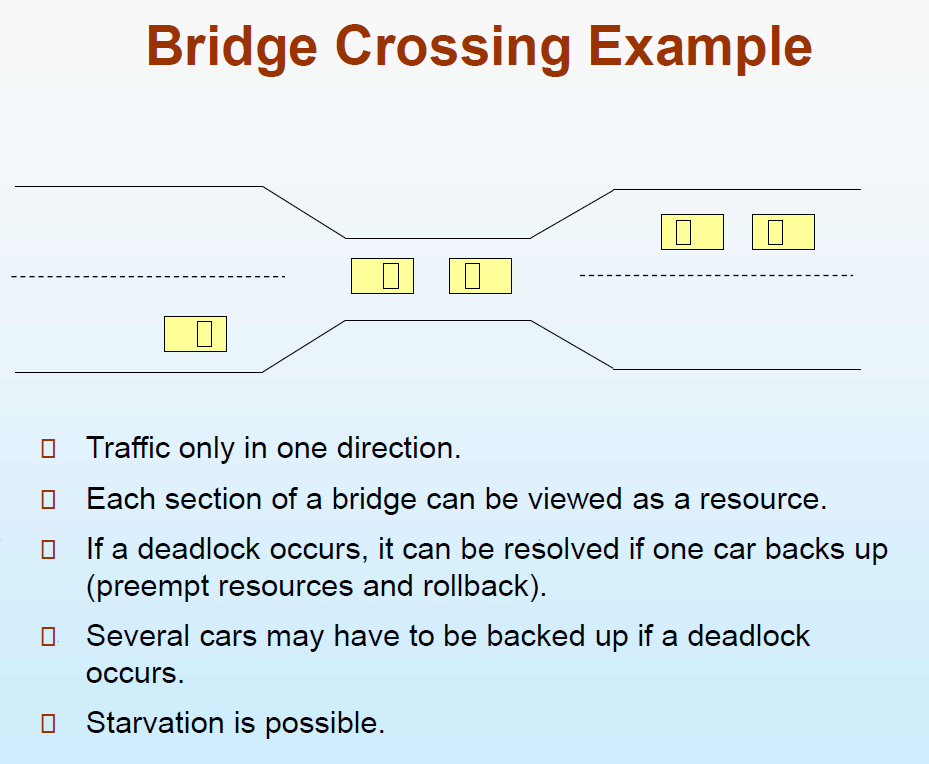 Bridge Crossing Example
Traffic only in one direction.
Each section of a bridge can be viewed as a resource.
If a deadlock occurs, it can be resolved if one car backs up
(preempt resources and rollback).
Several cars may have to be backed up if a deadlock
occurs.
Starvation is possible.